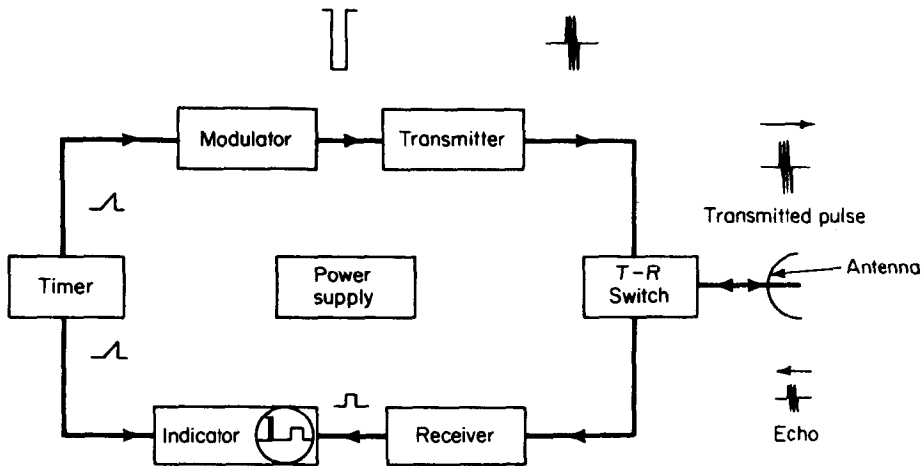 Modulator
Transmitter
Transmitted pulse
Timer
Power
supply
T-R
Switch
Antenna
Indicator
Receiver
Echo